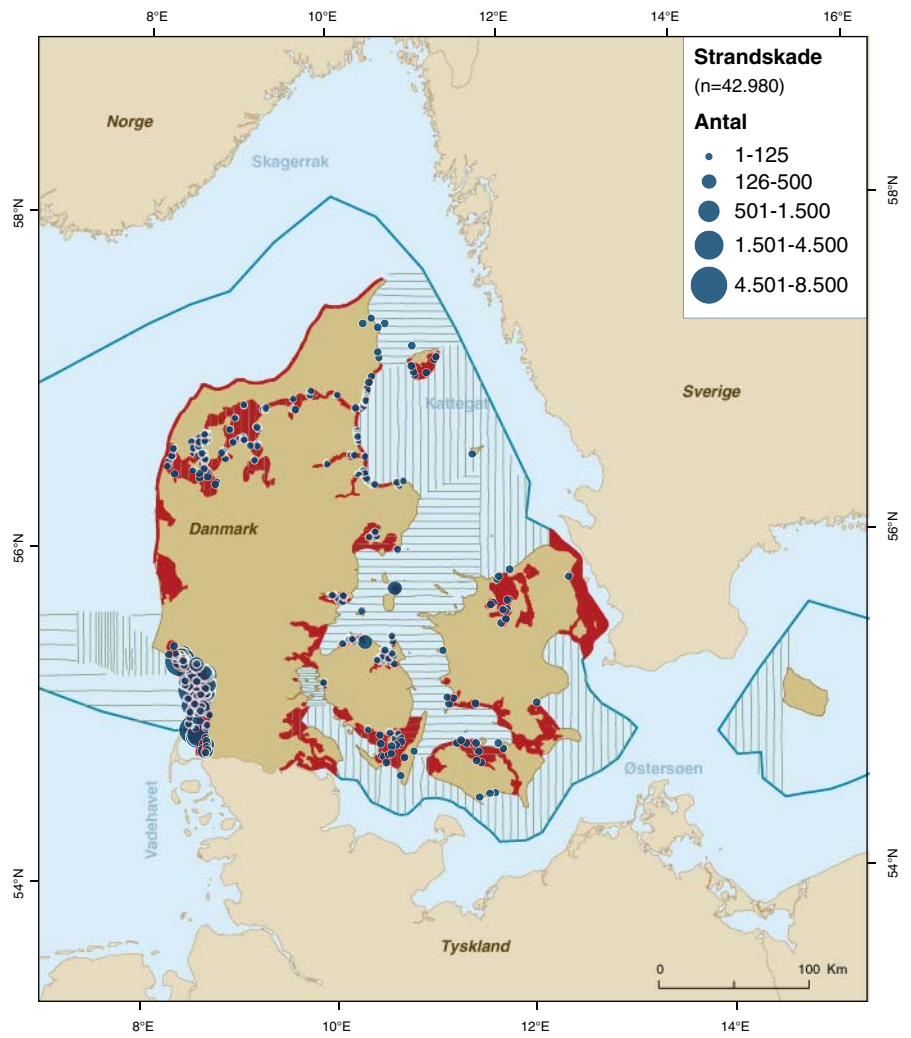 8°E
10°E
12°E
14°E
16°E
Strandskade
(n=42.980)
Antal
1-125
126-500
501-1.500
1.501-4.500
4.501-8.500
Norge
Skagerrak
58°N
58°N
Sverige
Kattegat
Danmark
56°N
56°N
Østersøen
Vadehavet
54°N
54°N
Tyskland
0
100 Km
8°E
10°E
12°E
14°E